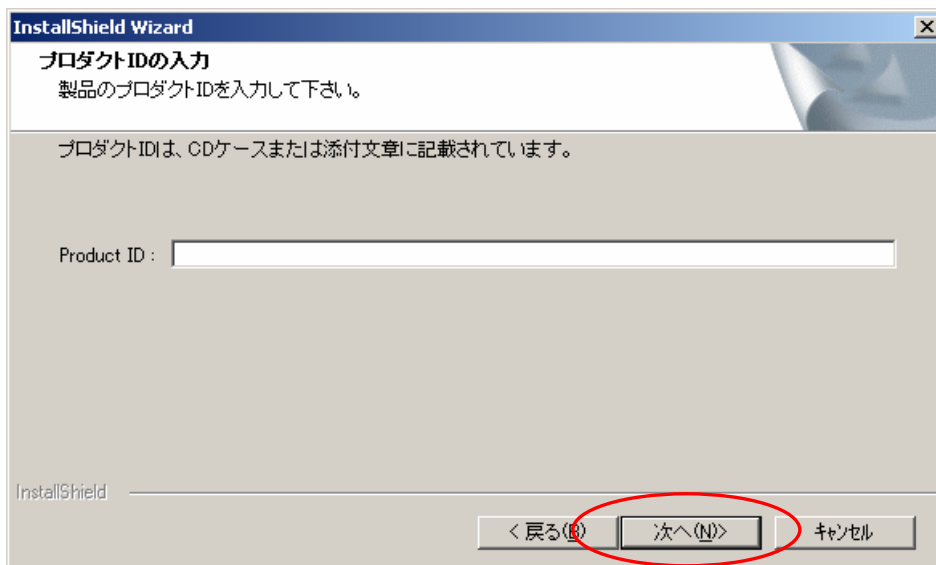 InstallShield Wizard
プロダクトIDの入力
製品のプロダクトIDを入力して下さい。
プロダクトIDは、CDケースまたは添付文章に記載されています。
Product ID :
InstallShield
< 戻る(B) 次へ(N)> キャンセル